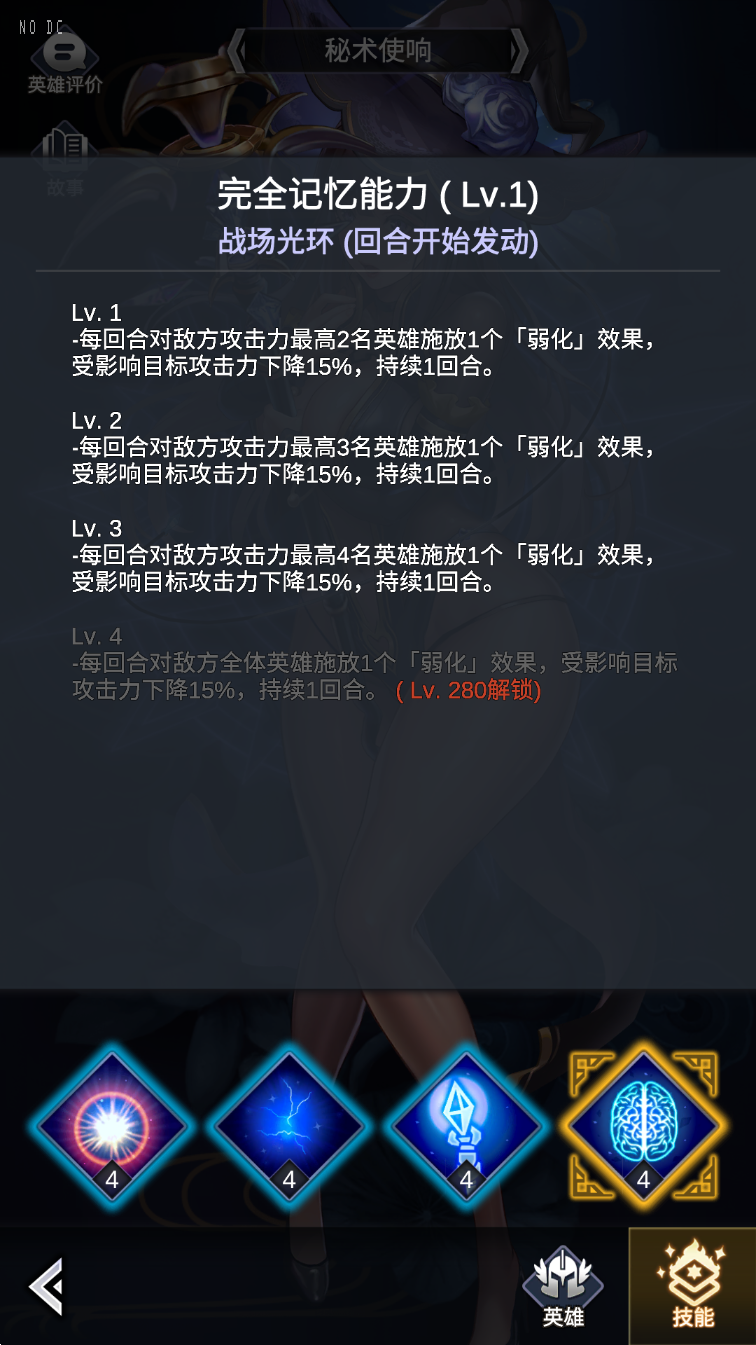 NO DC
秘术使响
英雄评价
故事
完全记忆能力 ( Lv.1)
战场光环 (回合开始发动)
Lv. 1
-每回合对敌方攻击力最高2名英雄施放1个「弱化」效果，
受影响目标攻击力下降15%，持续1回合。
Lv. 2
-每回合对敌方攻击力最高3名英雄施放1个「弱化」效果，
受影响目标攻击力下降15%，持续1回合。
Lv. 3
-每回合对敌方攻击力最高4名英雄施放1个「弱化」效果，
受影响目标攻击力下降15%，持续1回合。
Lv. 4
-每回合对敌方全体英雄施放1个「弱化」效果，受影响目标
攻击力下降15%，持续1回合。 ( Lv. 280解锁)
4 4 4 4
英雄 技能